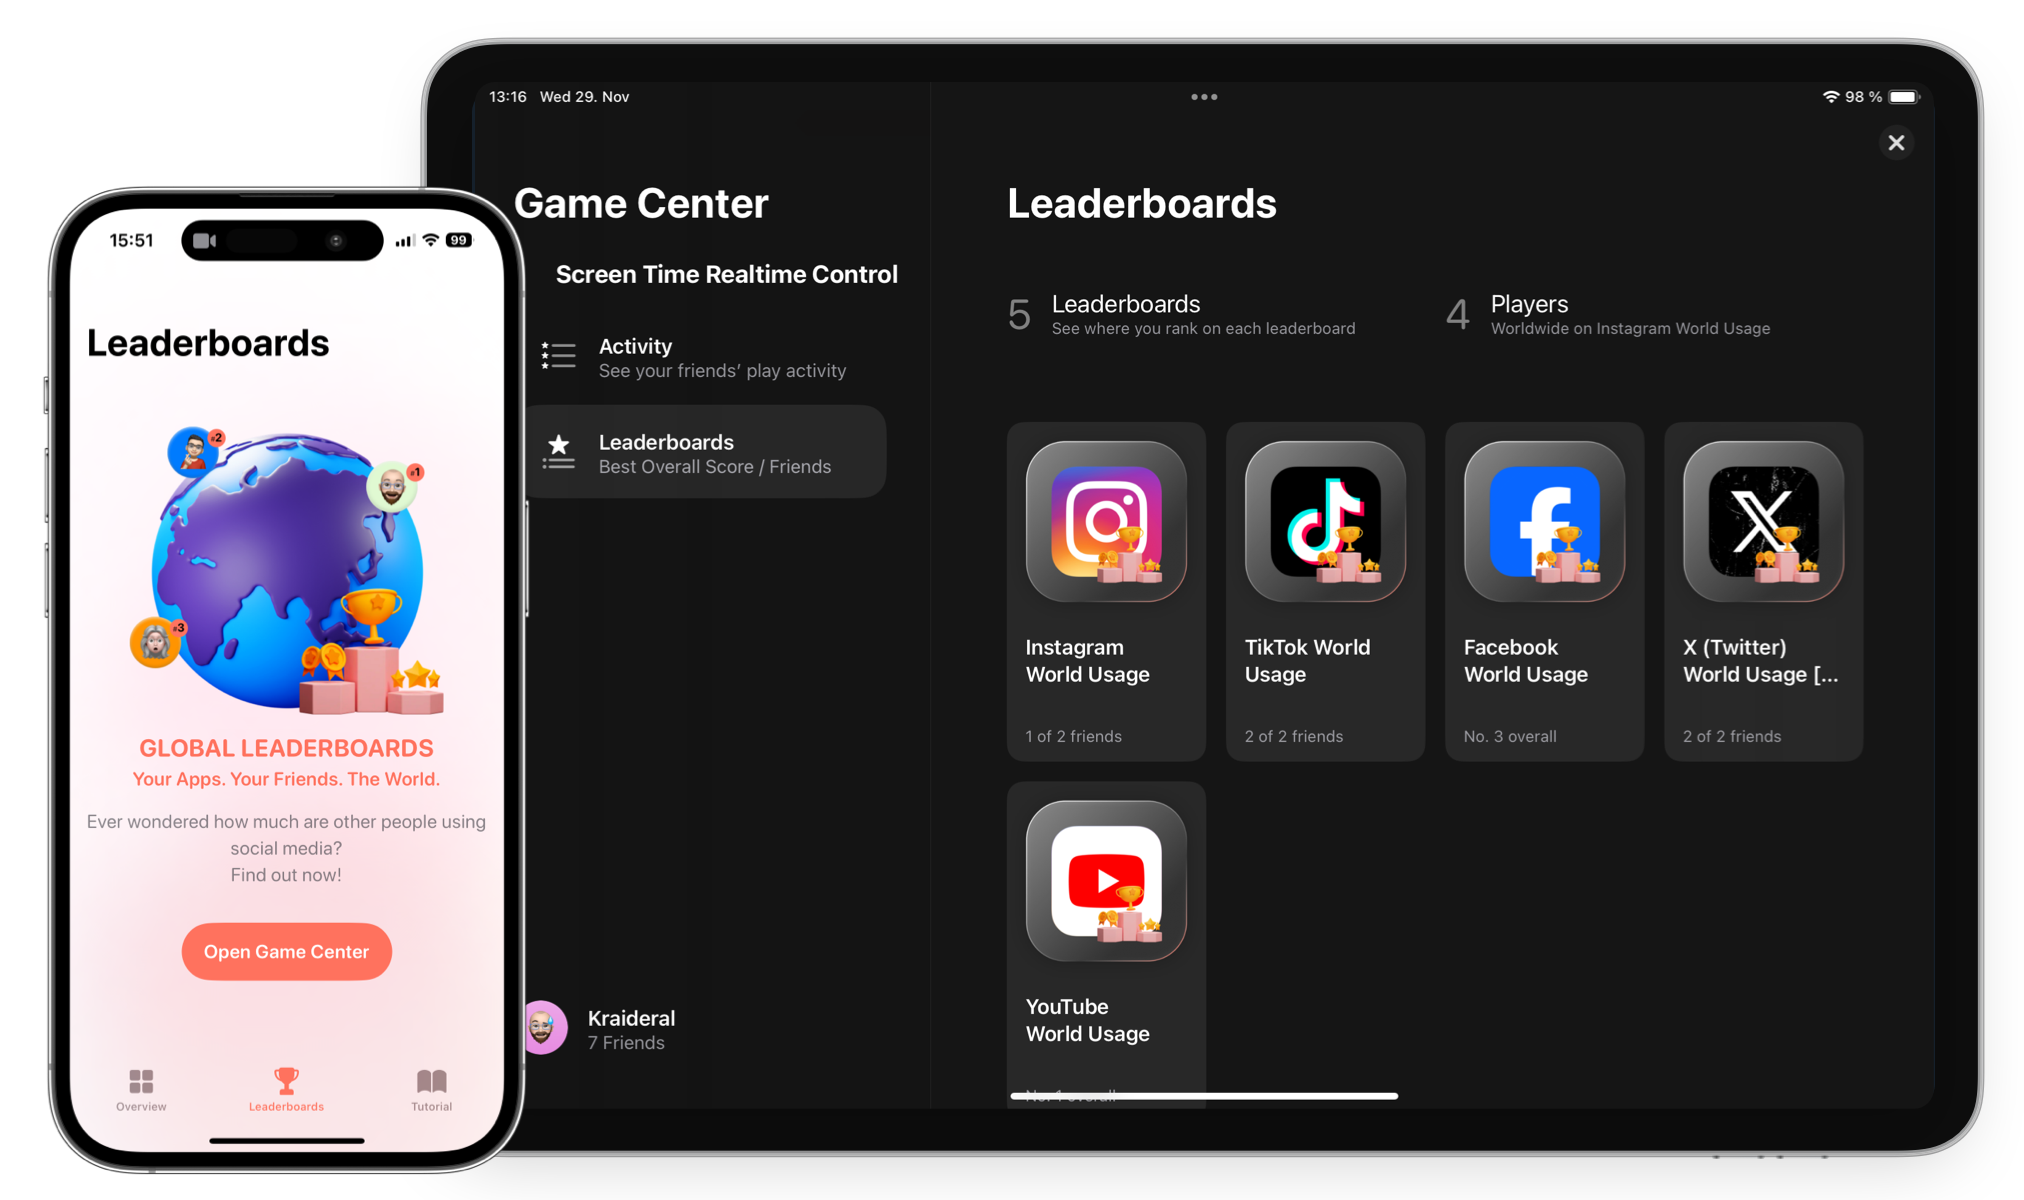 15:51
99
Leaderboards
#2
#1
#3
GLOBAL LEADERBOARDS
Your Apps. Your Friends. The World.
Ever wondered how much are other people using
social media?
Find out now!
Open Game Center
Overview
Leaderboards
Tutorial
13:16 Wed 29. Nov
98 %
Game Center
Screen Time Realtime Control
Activity
See your friends’ play activity
Leaderboards
Best Overall Score / Friends
Kraideral
7 Friends
Leaderboards
5
Leaderboards
See where you rank on each leaderboard
4
Players
Worldwide on Instagram World Usage
Instagram
World Usage
1 of 2 friends
TikTok World
Usage
2 of 2 friends
Facebook
World Usage
No. 3 overall
X (Twitter)
World Usage [...
2 of 2 friends
YouTube
World Usage
No. 1 overall